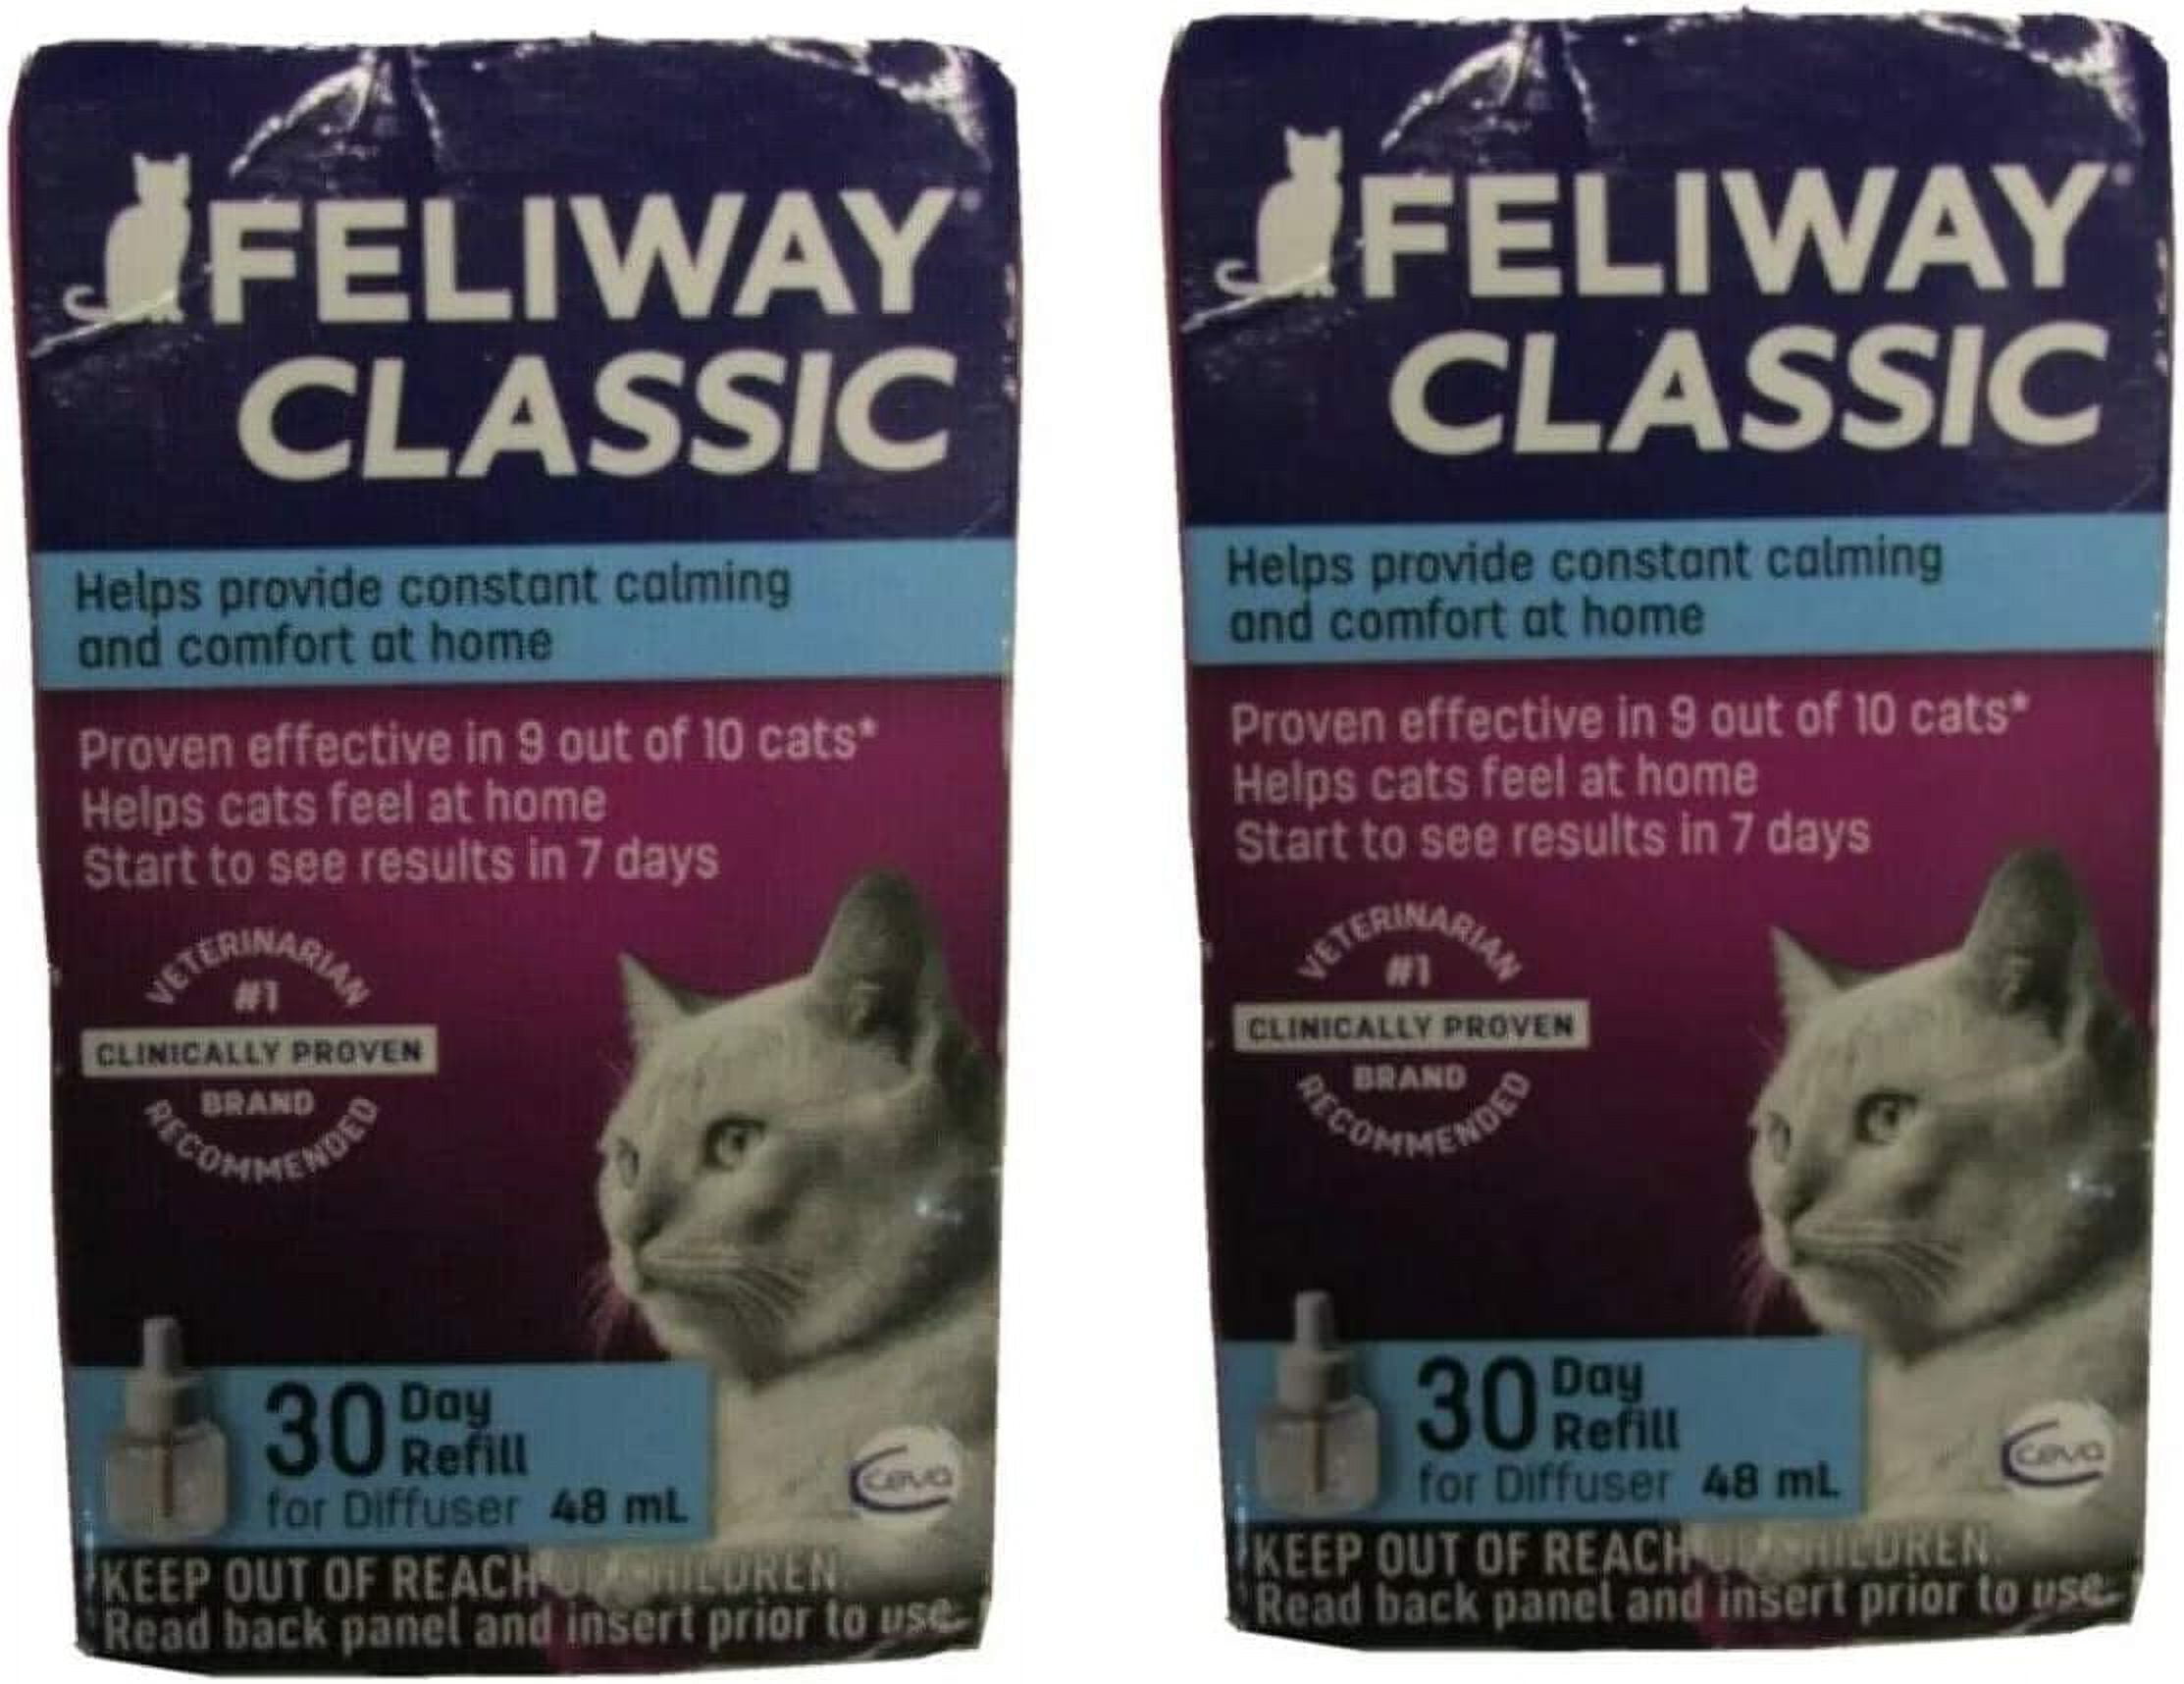 FELIWAY®
CLASSIC
Helps provide constant calming
and comfort at home
Proven effective in 9 out of 10 cats*
Helps cats feel at home
Start to see results in 7 days
VETERINARIAN
#1
CLINICALLY PROVEN
BRAND
RECOMMENDED
30 Day
Refill
for Diffuser 48 mL
ceva
KEEP OUT OF REACH OF CHILDREN.
Read back panel and insert prior to use.
FELIWAY®
CLASSIC
Helps provide constant calming
and comfort at home
Proven effective in 9 out of 10 cats*
Helps cats feel at home
Start to see results in 7 days
VETERINARIAN
#1
CLINICALLY PROVEN
BRAND
RECOMMENDED
30 Day
Refill
for Diffuser 48 mL
ceva
KEEP OUT OF REACH OF CHILDREN.
Read back panel and insert prior to use.